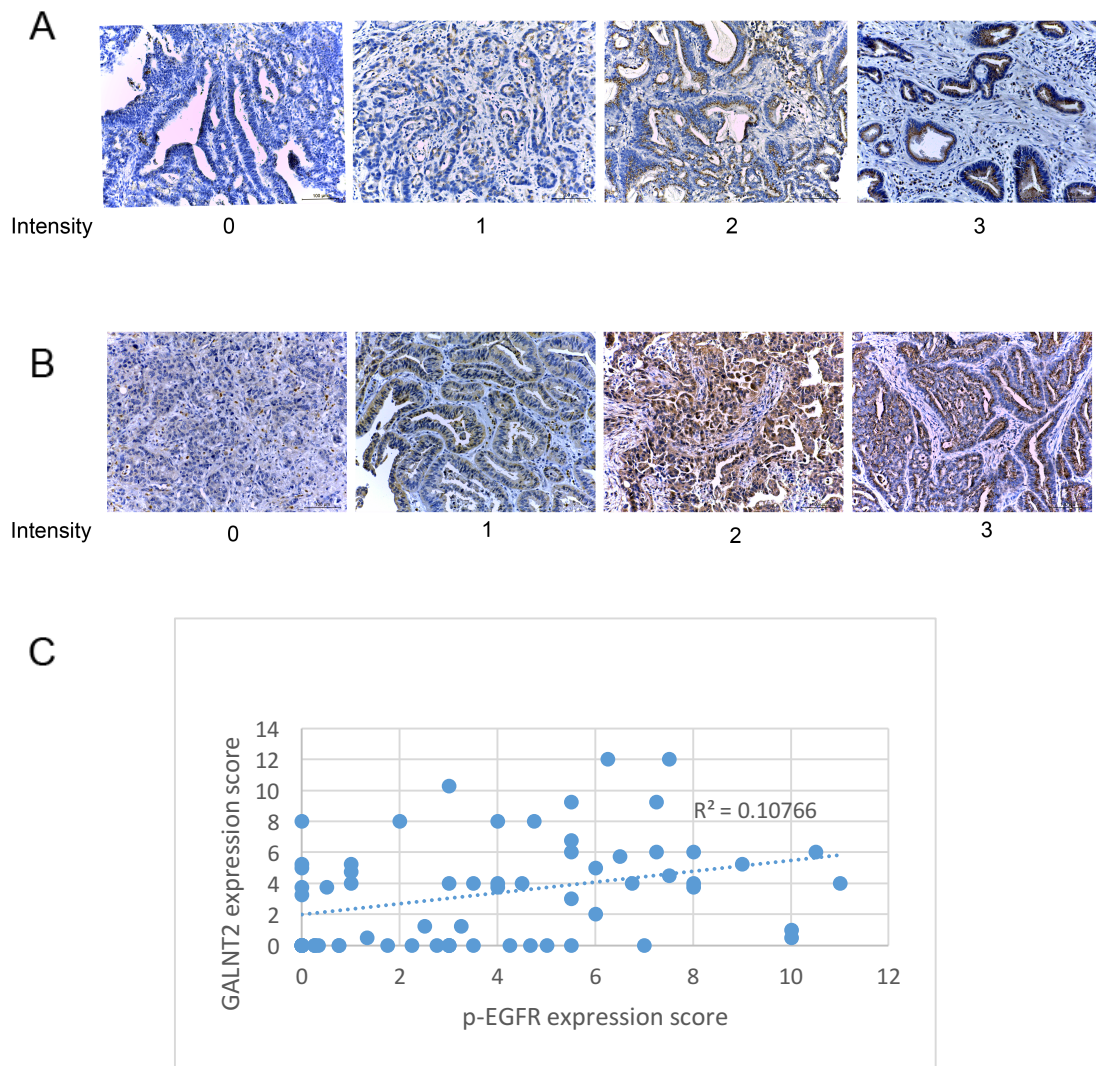 A
Intensity 0 1 2 3
B
Intensity 0 1 2 3
C
14
12
10
8
6
4
2
0
GALNT2 expression score
R² = 0.10766
0 2 4 6 8 10 12
p-EGFR expression score